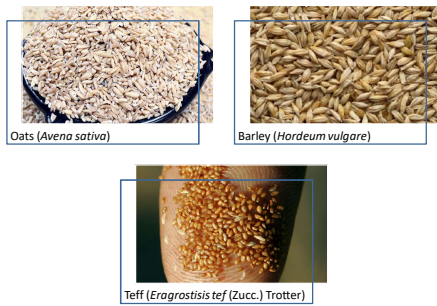 Oats (Avena sativa)
Barley (Hordeum vulgare)
Teff (Eragrostisis tef (Zucc.) Trotter)